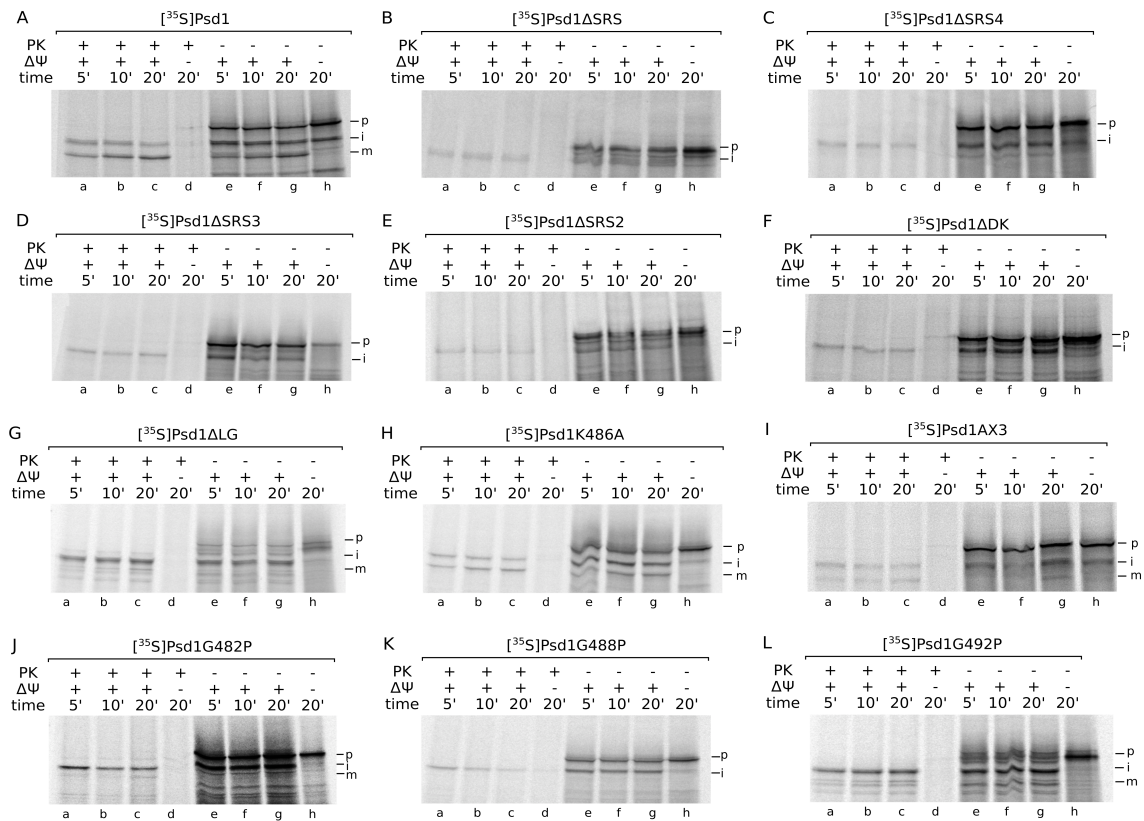 A [³⁵S]Psd1
PK + + + + - - - -
ΔΨ + + + - + + + -
time 5' 10' 20' 20' 5' 10' 20' 20'
p
i
m
a b c d e f g h
B [³⁵S]Psd1ΔSRS
PK + + + + - - - -
ΔΨ + + + - + + + -
time 5' 10' 20' 20' 5' 10' 20' 20'
p
i
a b c d e f g h
C [³⁵S]Psd1ΔSRS4
PK + + + + - - - -
ΔΨ + + + - + + + -
time 5' 10' 20' 20' 5' 10' 20' 20'
p
i
a b c d e f g h
D [³⁵S]Psd1ΔSRS3
PK + + + + - - - -
ΔΨ + + + - + + + -
time 5' 10' 20' 20' 5' 10' 20' 20'
p
i
a b c d e f g h
E [³⁵S]Psd1ΔSRS2
PK + + + + - - - -
ΔΨ + + + - + + + -
time 5' 10' 20' 20' 5' 10' 20' 20'
p
i
a b c d e f g h
F [³⁵S]Psd1ΔDK
PK + + + + - - - -
ΔΨ + + + - + + + -
time 5' 10' 20' 20' 5' 10' 20' 20'
p
i
a b c d e f g h
G [³⁵S]Psd1ΔLG
PK + + + + - - - -
ΔΨ + + + - + + + -
time 5' 10' 20' 20' 5' 10' 20' 20'
p
i
m
a b c d e f g h
H [³⁵S]Psd1K486A
PK + + + + - - - -
ΔΨ + + + - + + + -
time 5' 10' 20' 20' 5' 10' 20' 20'
p
i
m
a b c d e f g h
I [³⁵S]Psd1AX3
PK + + + + - - - -
ΔΨ + + + - + + + -
time 5' 10' 20' 20' 5' 10' 20' 20'
p
i
m
a b c d e f g h
J [³⁵S]Psd1G482P
PK + + + + - - - -
ΔΨ + + + - + + + -
time 5' 10' 20' 20' 5' 10' 20' 20'
p
i
m
a b c d e f g h
K [³⁵S]Psd1G488P
PK + + + + - - - -
ΔΨ + + + - + + + -
time 5' 10' 20' 20' 5' 10' 20' 20'
p
i
a b c d e f g h
L [³⁵S]Psd1G492P
PK + + + + - - - -
ΔΨ + + + - + + + -
time 5' 10' 20' 20' 5' 10' 20' 20'
p
i
m
a b c d e f g h